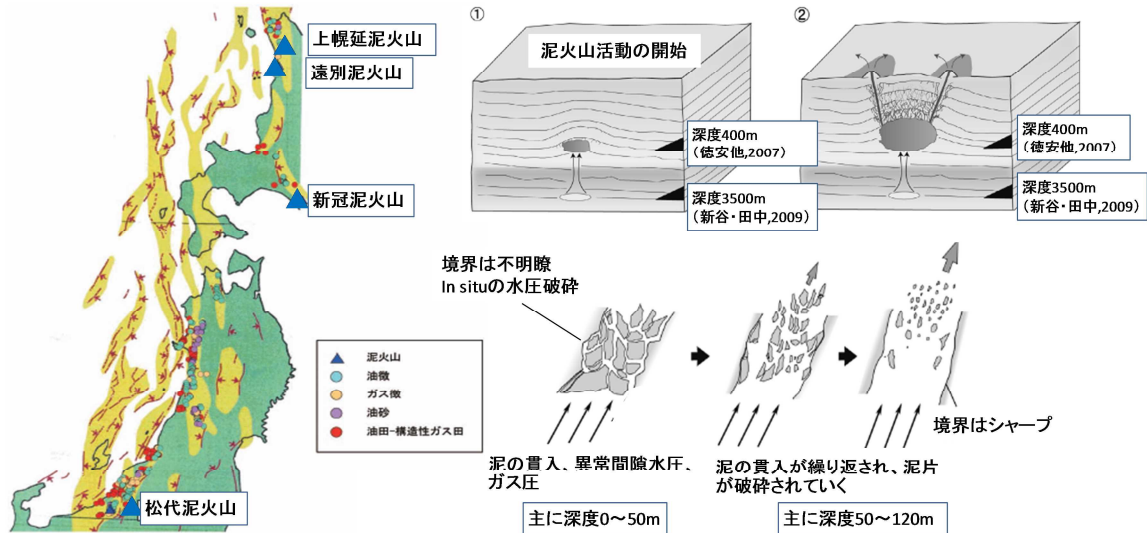 上幌延泥火山
遠別泥火山
新冠泥火山
松代泥火山
泥火山
油徴
ガス徴
油砂
油田-構造性ガス田
①
泥火山活動の開始
深度400m
（徳安他,2007）
深度3500m
（新谷・田中,2009）
②
深度400m
（徳安他,2007）
深度3500m
（新谷・田中,2009）
境界は不明瞭
In situの水圧破砕
泥の貫入、異常間隙水圧、
ガス圧
主に深度0～50m
境界はシャープ
泥の貫入が繰り返され、泥片
が破砕されていく
主に深度50～120m